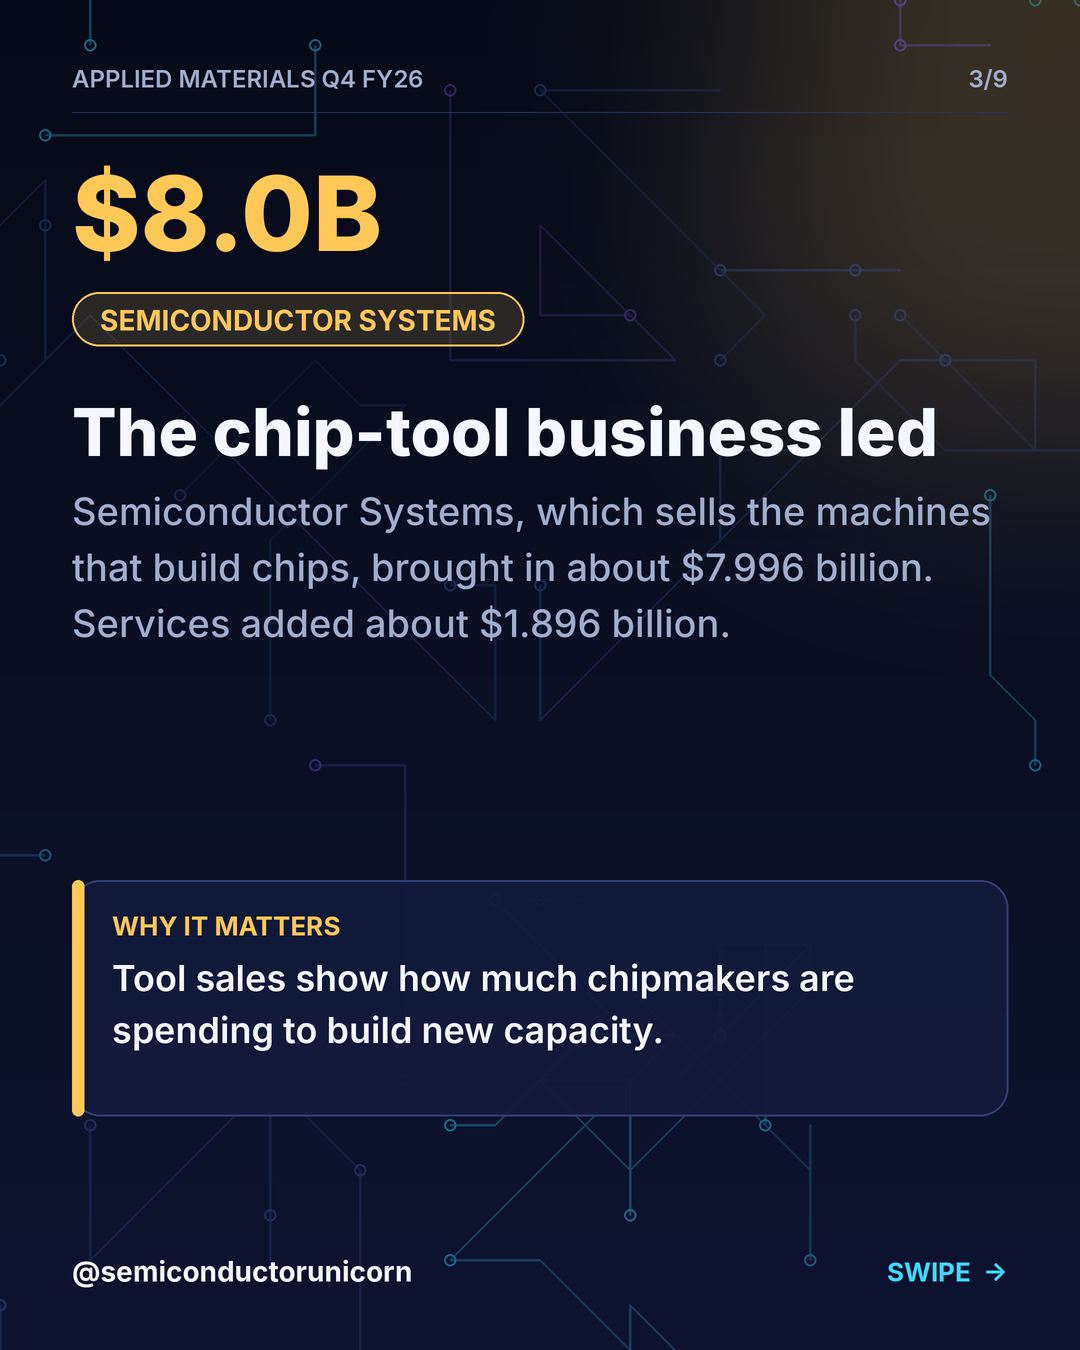 APPLIED MATERIALS Q4 FY26
3/9
$8.0B
SEMICONDUCTOR SYSTEMS
The chip-tool business led
Semiconductor Systems, which sells the machines
that build chips, brought in about $7.996 billion.
Services added about $1.896 billion.
WHY IT MATTERS
Tool sales show how much chipmakers are
spending to build new capacity.
@semiconductorunicorn
SWIPE →